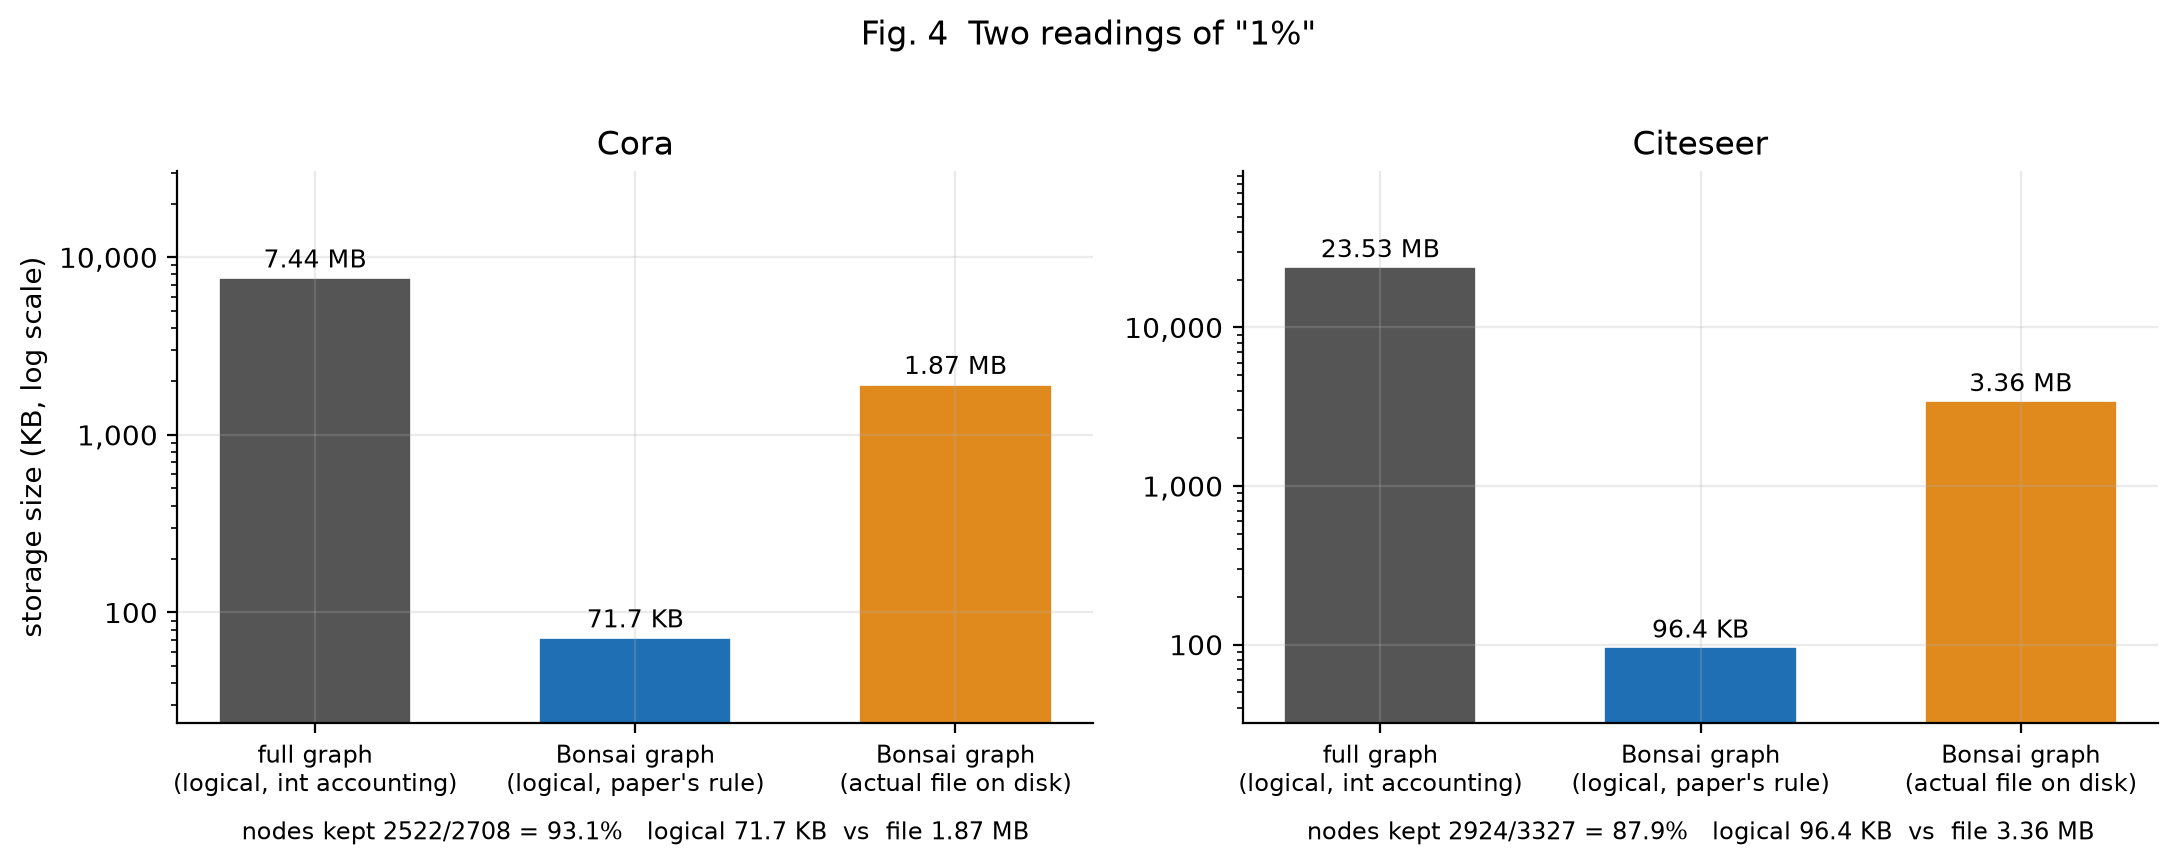 Fig. 4  Two readings of "1%"
Cora
storage size (KB, log scale)
10,000
1,000
100
7.44 MB
71.7 KB
1.87 MB
full graph
(logical, int accounting)
Bonsai graph
(logical, paper's rule)
Bonsai graph
(actual file on disk)
nodes kept 2522/2708 = 93.1%   logical 71.7 KB  vs  file 1.87 MB
Citeseer
10,000
1,000
100
23.53 MB
96.4 KB
3.36 MB
full graph
(logical, int accounting)
Bonsai graph
(logical, paper's rule)
Bonsai graph
(actual file on disk)
nodes kept 2924/3327 = 87.9%   logical 96.4 KB  vs  file 3.36 MB